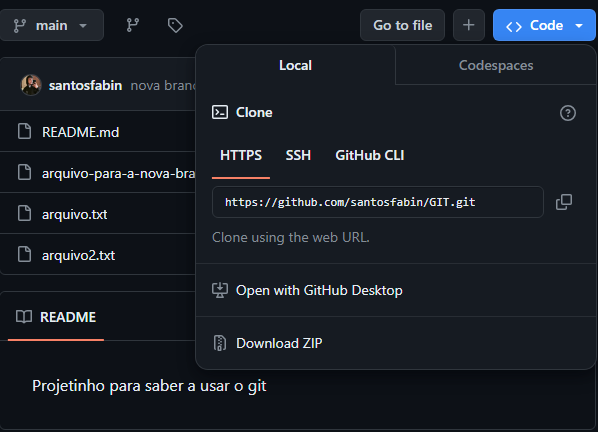 main
Go to file
Code
Local
Codespaces
santosfabin nova branc
Clone
README.md
HTTPS SSH GitHub CLI
arquivo-para-a-nova-bra
https://github.com/santosfabin/GIT.git
arquivo.txt
Clone using the web URL.
arquivo2.txt
Open with GitHub Desktop
README
Download ZIP
Projetinho para saber a usar o git